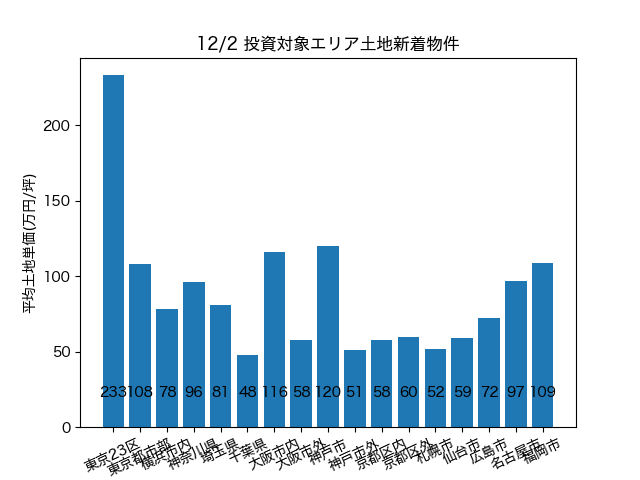 12/2 投資対象エリア土地新着物件
平均土地単価(万円/坪)
200
150
100
50
0
233 108 78 96 81 48 116 58 120 51 58 60 52 59 72 97 109
東京23区 東京都市部 横浜市内 神奈川県 埼玉県 千葉県 大阪市内 大阪市外 神戸市 神戸市外 京都区内 京都区外 札幌市 仙台市 広島市 名古屋市 福岡市